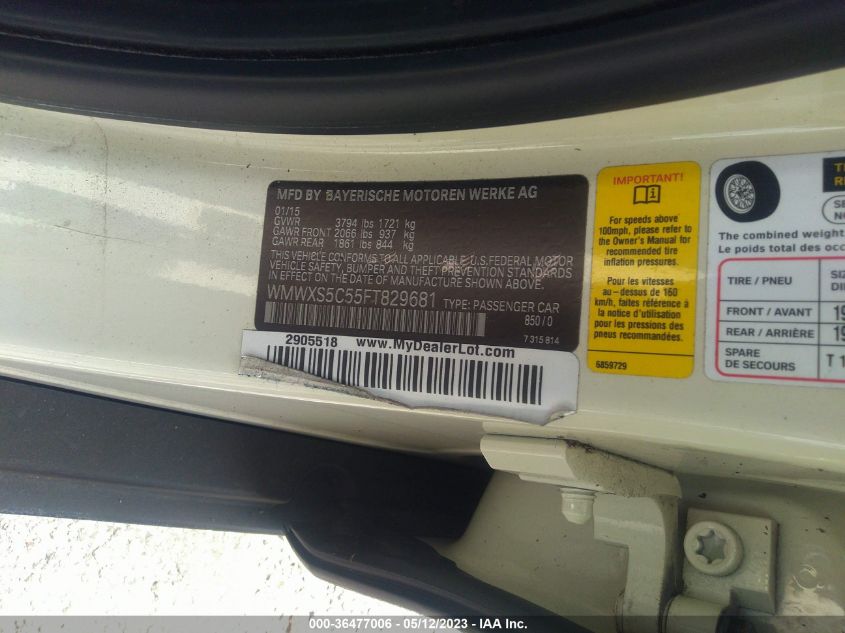 MFD BY BAYERISCHE MOTOREN WERKE AG
01/15
GVWR 3794 lbs 1721 kg
GAWR FRONT 2066 lbs 937 kg
GAWR REAR 1861 lbs 844 kg
THIS VEHICLE CONFORMS TO ALL APPLICABLE U.S. FEDERAL MOTOR
VEHICLE SAFETY, BUMPER AND THEFT PREVENTION STANDARDS
IN EFFECT ON THE DATE OF MANUFACTURE SHOWN ABOVE.
WMWXS5C55FT829681 TYPE: PASSENGER CAR
850/0
7 315 814
2905518 www.MyDealerLot.com
IMPORTANT!
For speeds above
100mph, please refer to
the Owner's Manual for
recommended tire
inflation pressures.
Pour les vitesses
au - dessus de 160
km/h, faites référence à
la notice d'utilisation
pour les pressions des
pneus recommandées.
6859729
The combined weight
Le poids total des occ
TIRE / PNEU
FRONT / AVANT
REAR / ARRIÈRE
SPARE
DE SECOURS
000-36477006 - 05/12/2023 - IAA Inc.